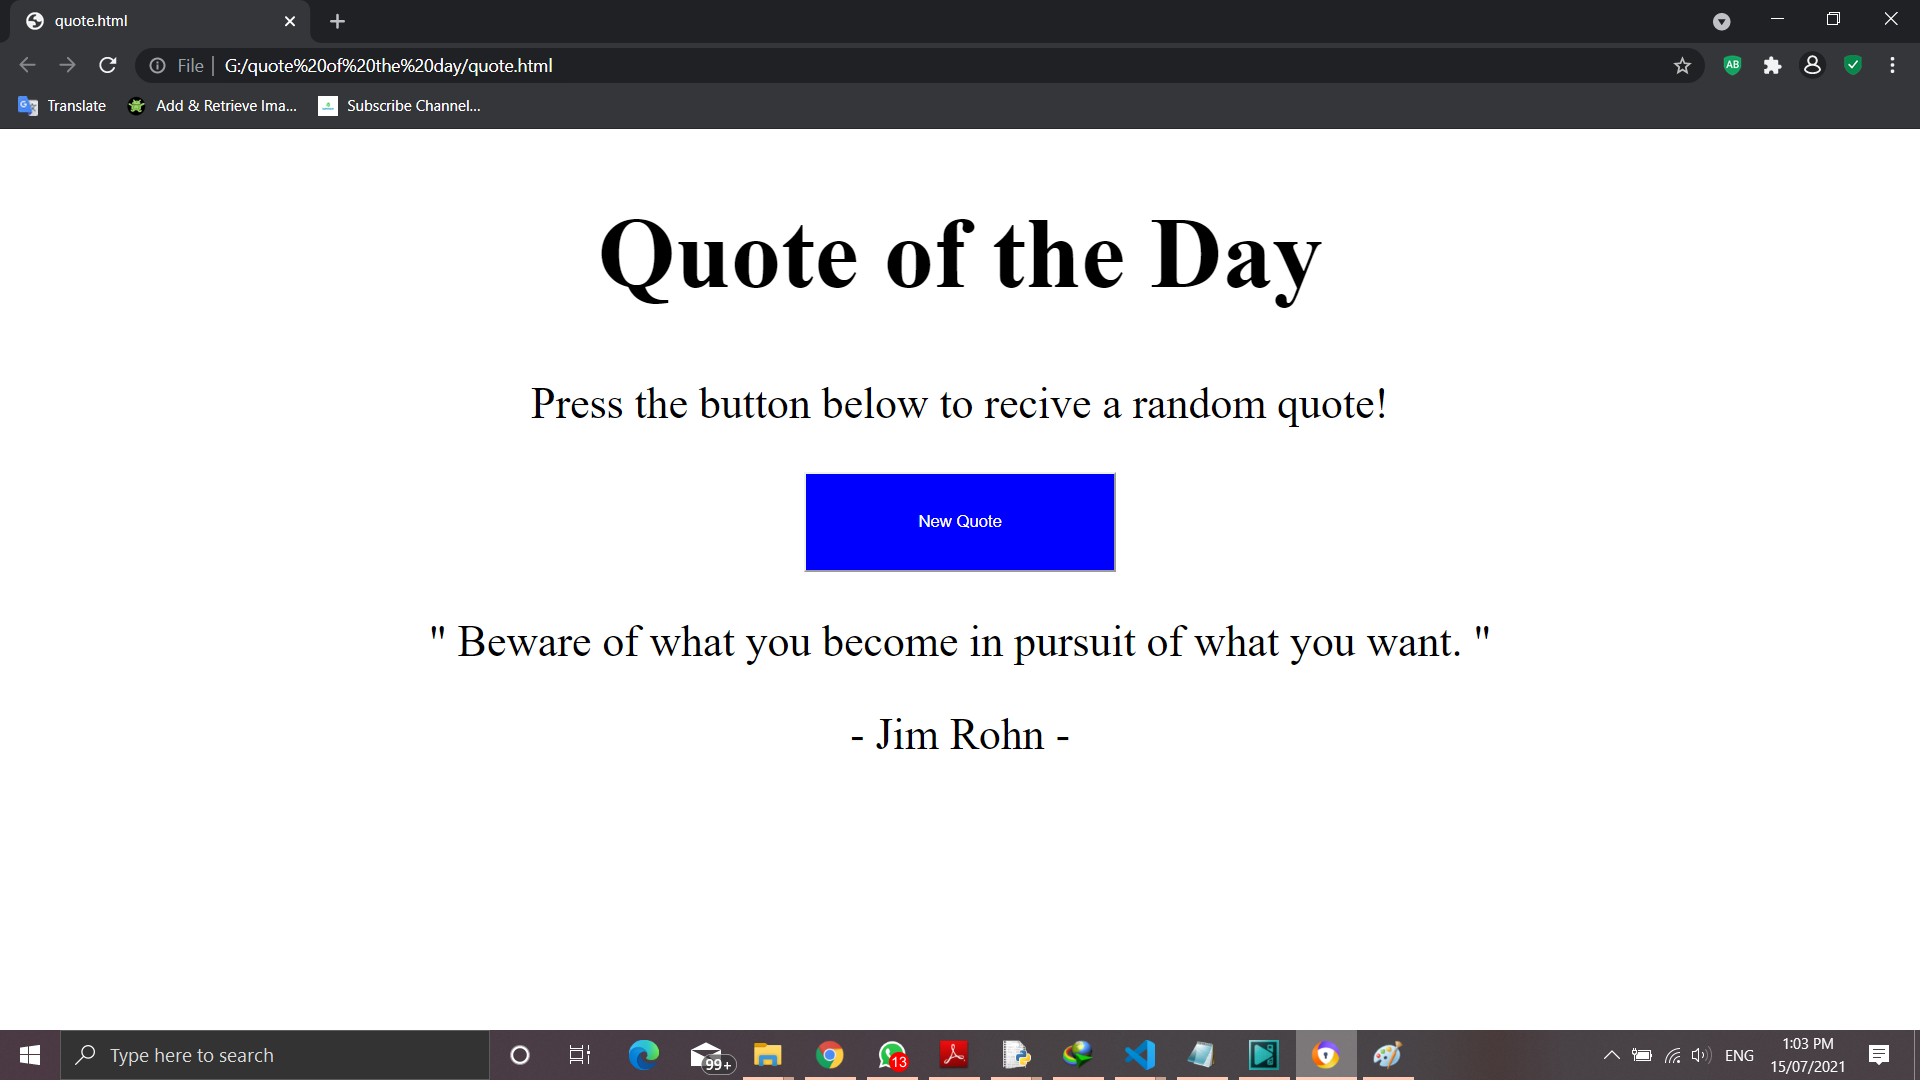 quote.html
File | G:/quote%20of%20the%20day/quote.html
AB
Translate
Add & Retrieve Ima...
Subscribe Channel...
Quote of the Day
Press the button below to recive a random quote!
New Quote
" Beware of what you become in pursuit of what you want. "
- Jim Rohn -
Type here to search
99+
13
ENG
1:03 PM
15/07/2021